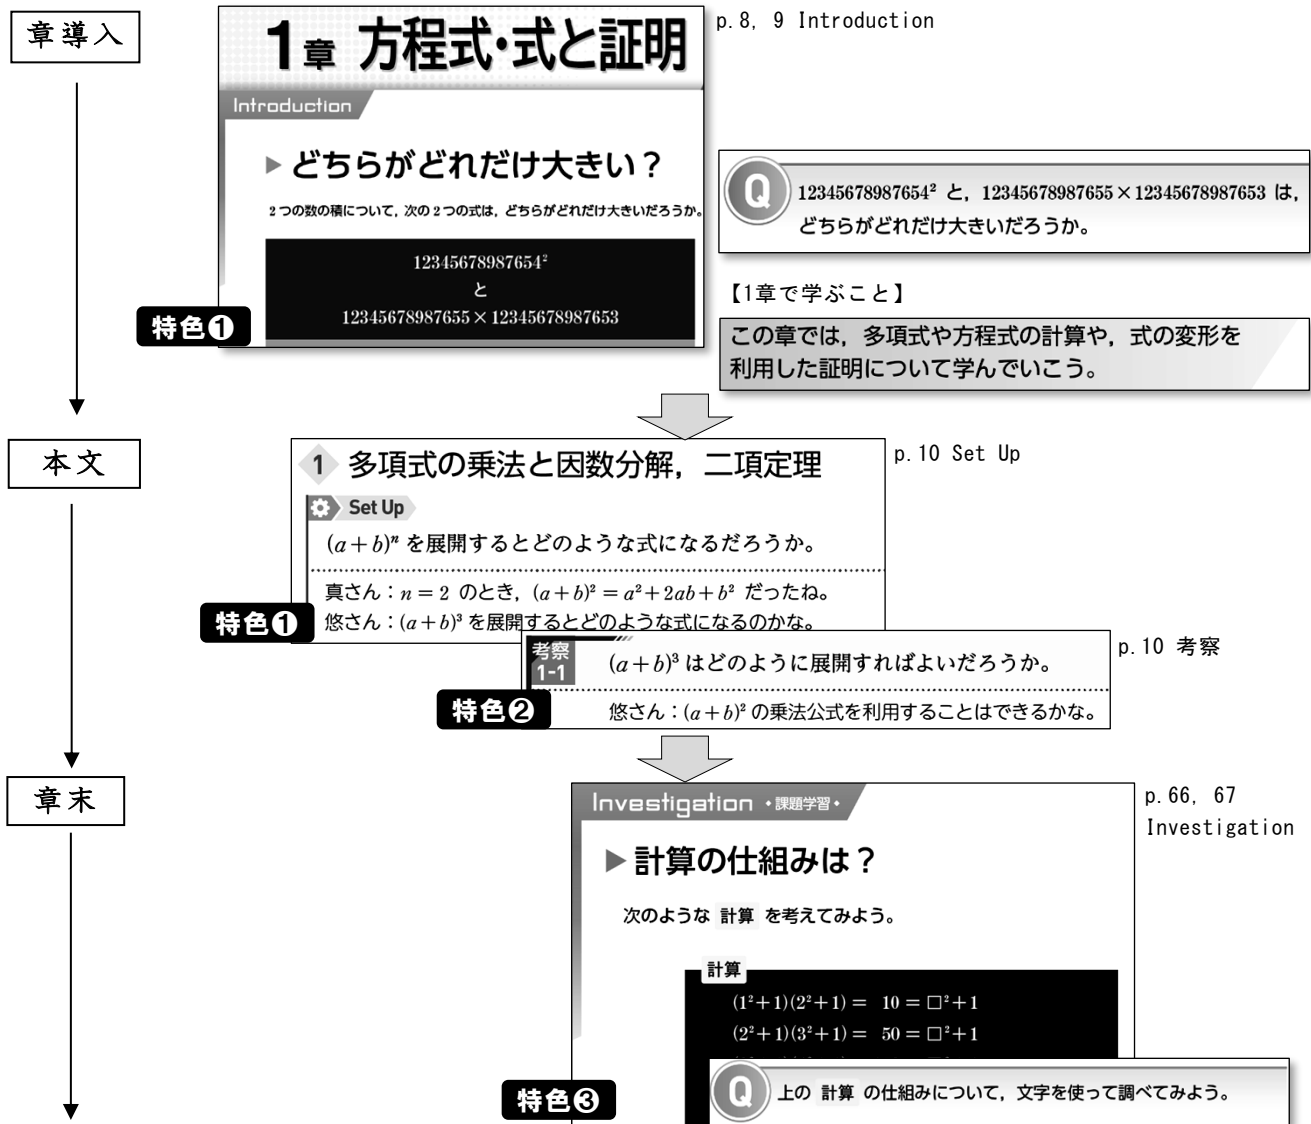 章導入
1章 方程式・式と証明
p.8, 9 Introduction
Introduction
▶ どちらがどれだけ大きい？
2つの数の積について，次の2つの式は，どちらがどれだけ大きいだろうか。
12345678987654²
と
12345678987655×12345678987653
特色❶
Q
12345678987654² と，12345678987655×12345678987653 は，
どちらがどれだけ大きいだろうか。
【1章で学ぶこと】
この章では，多項式や方程式の計算や，式の変形を
利用した証明について学んでいこう。
本文
1 多項式の乗法と因数分解，二項定理
p.10 Set Up
Set Up
(a+b)ⁿ を展開するとどのような式になるだろうか。
真さん：n＝2 のとき，(a+b)²＝a²+2ab+b² だったね。
悠さん：(a+b)³ を展開するとどのような式になるのかな。
特色❶
考察
1-1
(a+b)³ はどのように展開すればよいだろうか。
p.10 考察
悠さん：(a+b)² の乗法公式を利用することはできるかな。
特色❷
章末
Investigation ・課題学習・
p.66, 67
Investigation
▶ 計算の仕組みは？
次のような 計算 を考えてみよう。
計算
(1²+1)(2²+1)＝ 10＝□²+1
(2²+1)(3²+1)＝ 50＝□²+1
Q
上の 計算 の仕組みについて，文字を使って調べてみよう。
特色❸